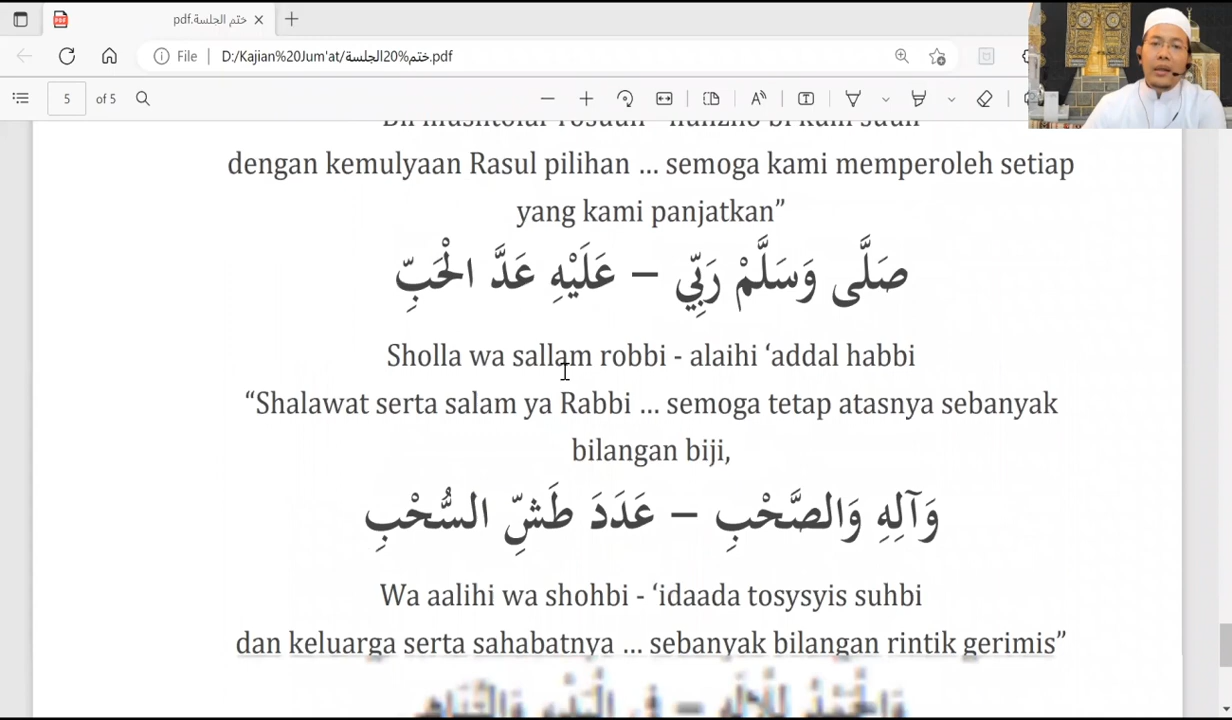 ختم الجلسة.pdf
File D:/Kajian%20Jum'at/ختم%20الجلسة.pdf
5 of 5
dengan kemulyaan Rasul pilihan ... semoga kami memperoleh setiap
yang kami panjatkan”
صَلَّى وَسَلَّمْ رَبِّي – عَلَيْهِ عَدَّ الْحَبِّ
Sholla wa sallam robbi - alaihi ‘addal habbi
“Shalawat serta salam ya Rabbi ... semoga tetap atasnya sebanyak
bilangan biji,
وَآلِهِ وَالصَّحْبِ – عَدَدَ طَشِّ السُّحْبِ
Wa aalihi wa shohbi - ‘idaada tosysyis suhbi
dan keluarga serta sahabatnya ... sebanyak bilangan rintik gerimis”